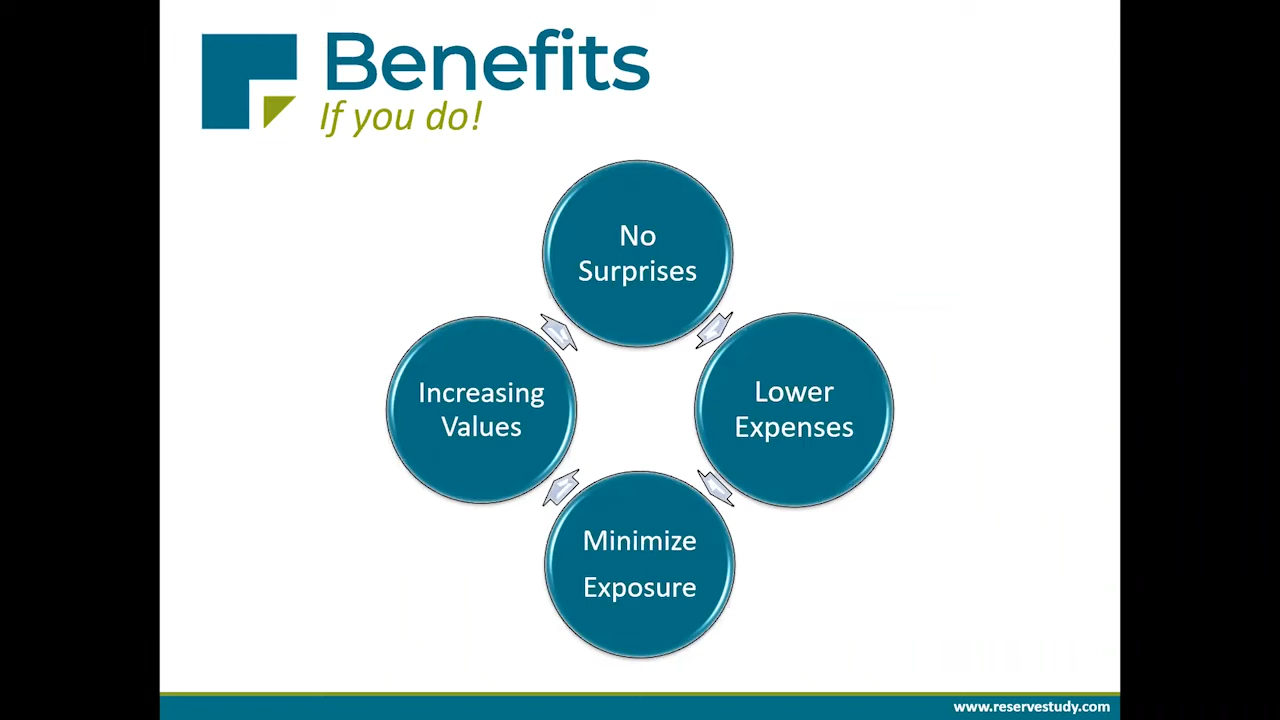 Benefits
If you do!
No
Surprises
Increasing
Values
Lower
Expenses
Minimize
Exposure
www.reservestudy.com